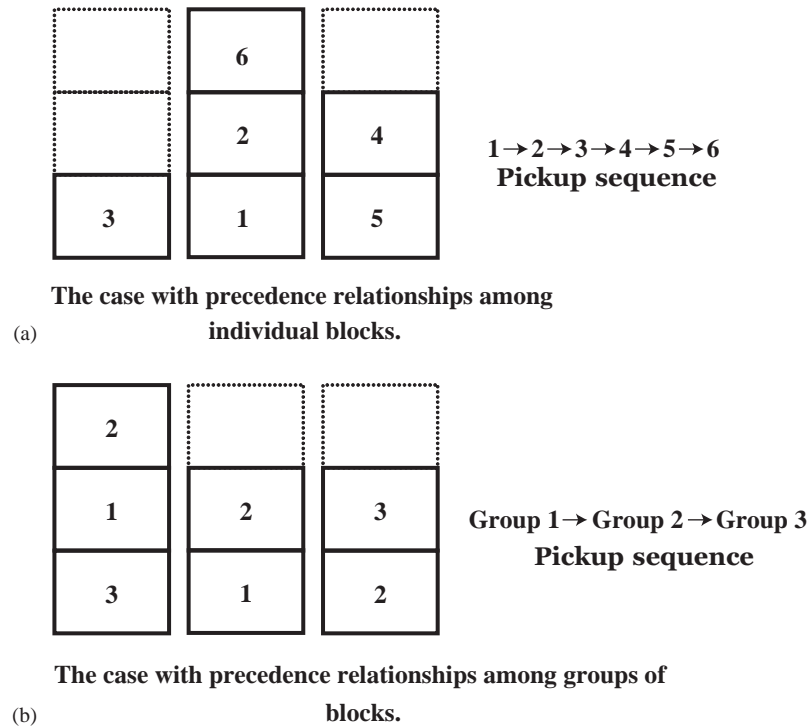 6
2 4
3 1 5
1→2→3→4→5→6
Pickup sequence
The case with precedence relationships among
(a) individual blocks.
2
1 2 3
3 1 2
Group 1→Group 2→Group 3
Pickup sequence
The case with precedence relationships among groups of
(b) blocks.